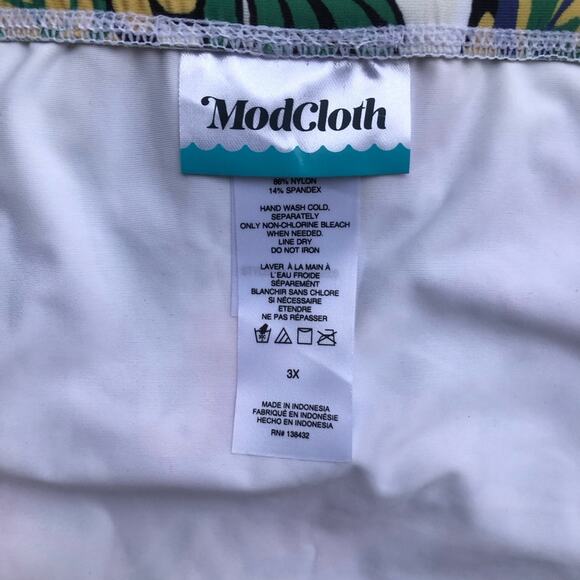 ModCloth
86% NYLON
14% SPANDEX
HAND WASH COLD,
SEPARATELY
ONLY NON-CHLORINE BLEACH
WHEN NEEDED.
LINE DRY
DO NOT IRON
LAVER À LA MAIN À
L'EAU FROIDE
SÉPARÉMENT
BLANCHIR SANS CHLORE
SI NÉCESSAIRE
ETENDRE
NE PAS RÉPASSER
3X
MADE IN INDONESIA
FABRIQUÉ EN INDONÉSIE
HECHO EN INDONESIA
RN# 138432